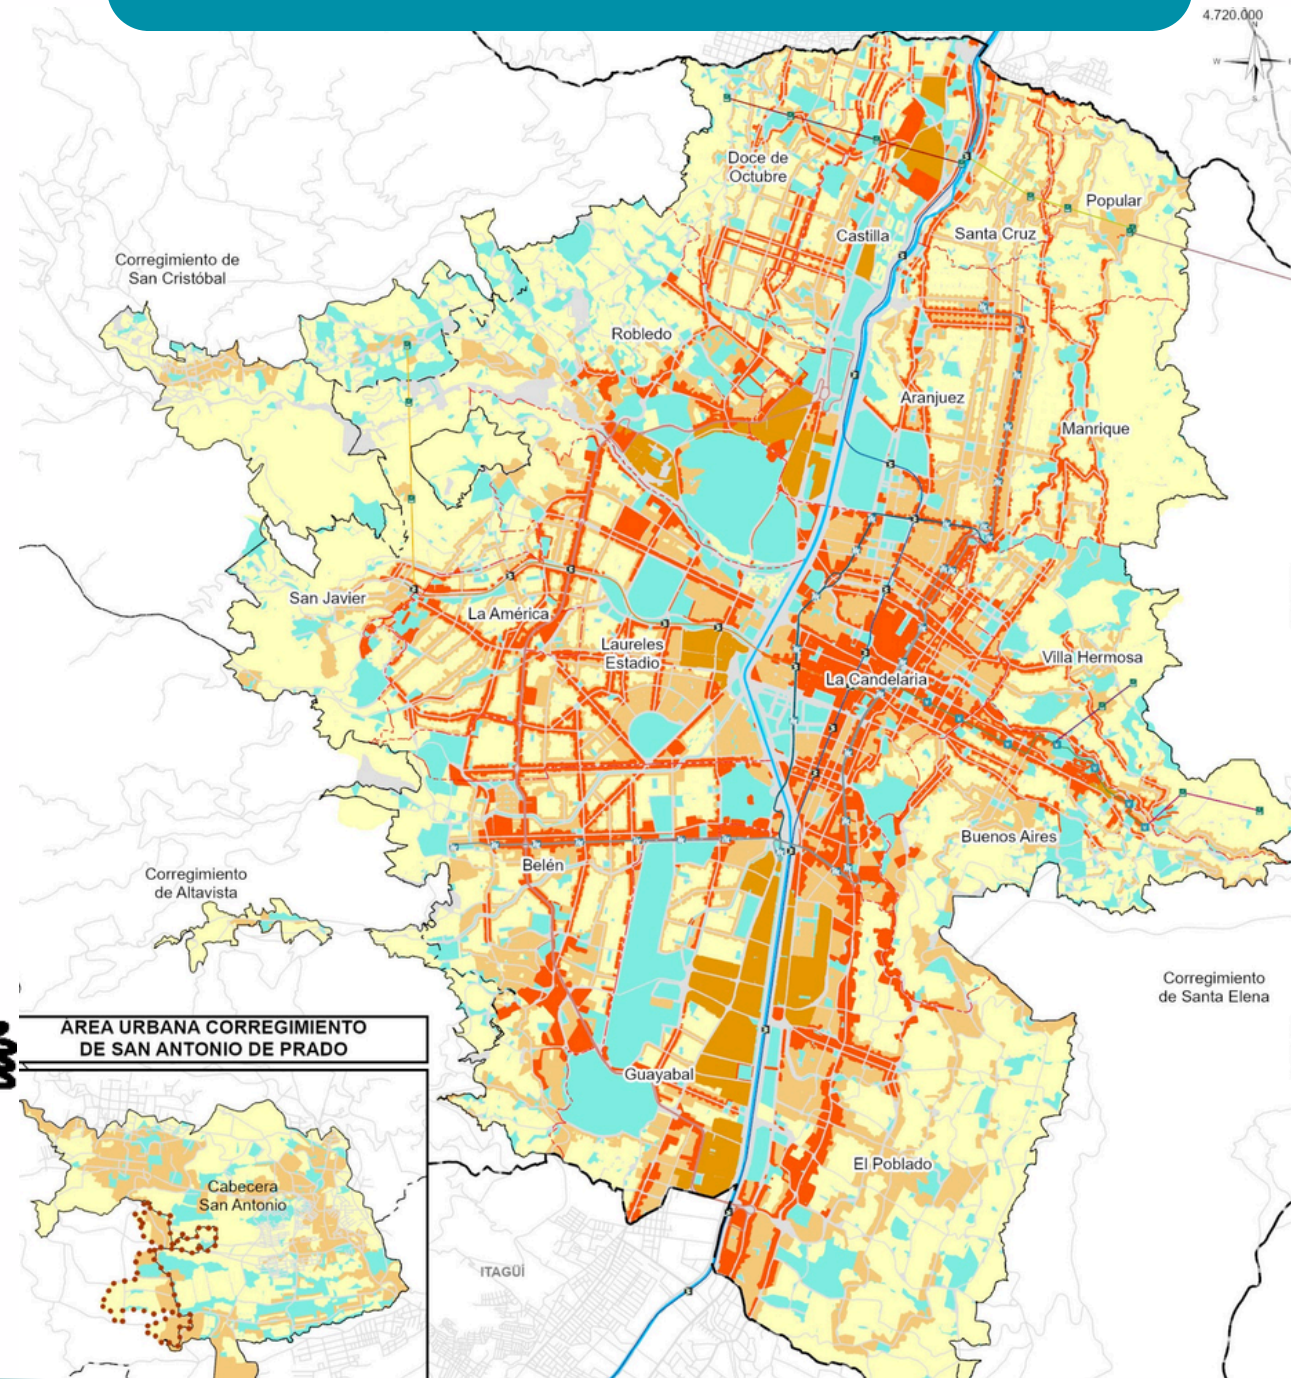 4.720.000
N
W
E
S
Doce de
Octubre
Popular
Castilla
Santa Cruz
Corregimiento de
San Cristóbal
Robledo
Aranjuez
Manrique
San Javier
La América
Laureles
Estadio
Villa Hermosa
La Candelaria
Buenos Aires
Belén
Corregimiento
de Altavista
Corregimiento
de Santa Elena
AREA URBANA CORREGIMIENTO
DE SAN ANTONIO DE PRADO
Guayabal
El Poblado
Cabecera
San Antonio
ITAGÜÍ